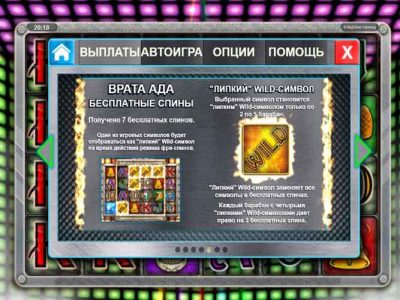 20:18
ВЫПЛАТЫ АВТОИГРА ОПЦИИ ПОМОЩЬ X
ВРАТА АДА
БЕСПЛАТНЫЕ СПИНЫ
Получено 7 бесплатных спинов.
Один из игровых символов будет
отображаться как "липкий" Wild-символ
на время действия режима фри-спинов.
"ЛИПКИЙ" WILD-СИМВОЛ
Выбранный символ становится
"липким" Wild-символом только со
2 по 5 барабан.
WILD
"Липкий" Wild-символ заменяет все
символы в бесплатных спинах.
Каждый барабан с четырьмя
"липкими" Wild-символами дает
право на 3 бесплатных спина.